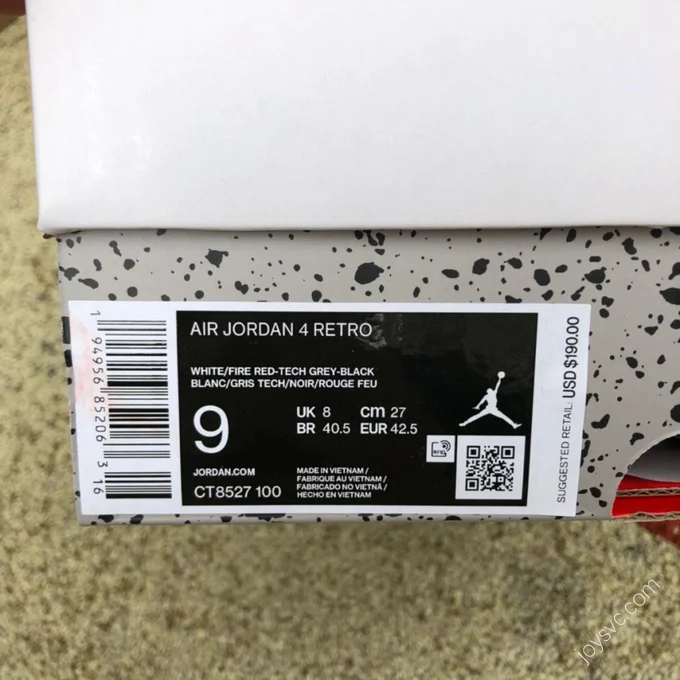 AIR JORDAN 4 RETRO
WHITE/FIRE RED-TECH GREY-BLACK
BLANC/GRIS TECH/NOIR/ROUGE FEU
9
UK 8 cm 27
BR 40.5 EUR 42.5
JORDAN.COM
CT8527 100
MADE IN VIETNAM /
FABRIQUE AU VIETNAM /
FABRICADO NO VIETNÃ /
HECHO EN VIETNAM
RFID
1 94956 85206 3 16
SUGGESTED RETAIL: USD $190.00
joysvc.com